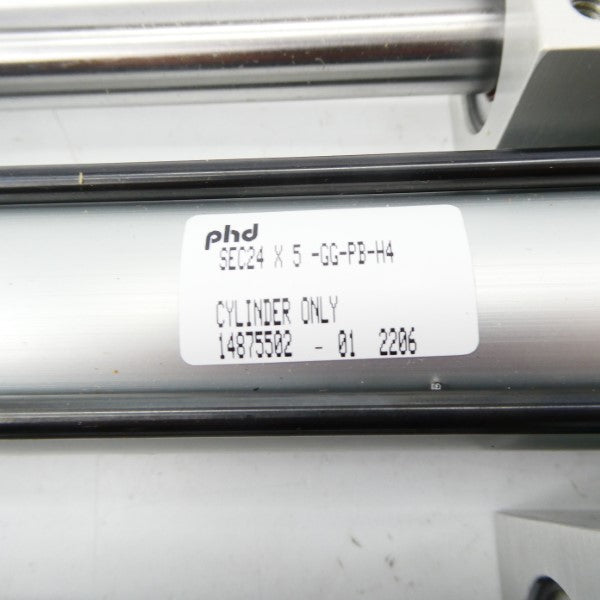 phd
SEC24 X 5 -GG-PB-H4
CYLINDER ONLY
14875502 - 01 2206